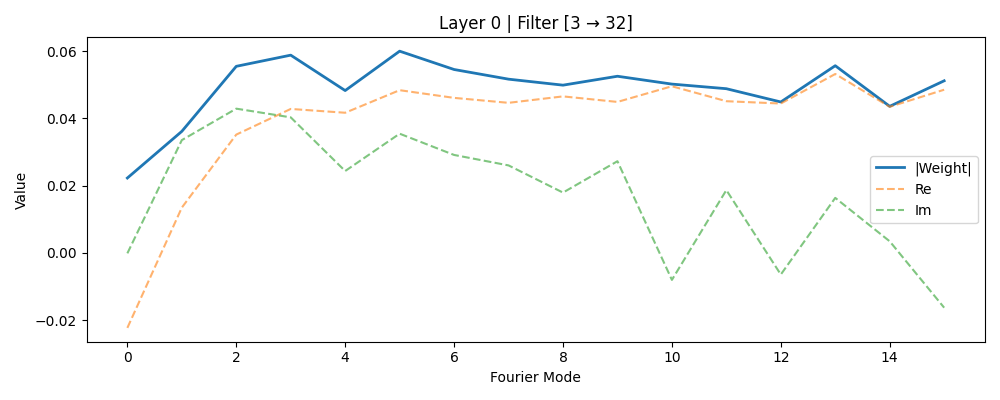 Layer 0 | Filter [3 → 32]
0.06
0.04
0.02
0.00
−0.02
Value
0 2 4 6 8 10 12 14
Fourier Mode
|Weight|
Re
Im